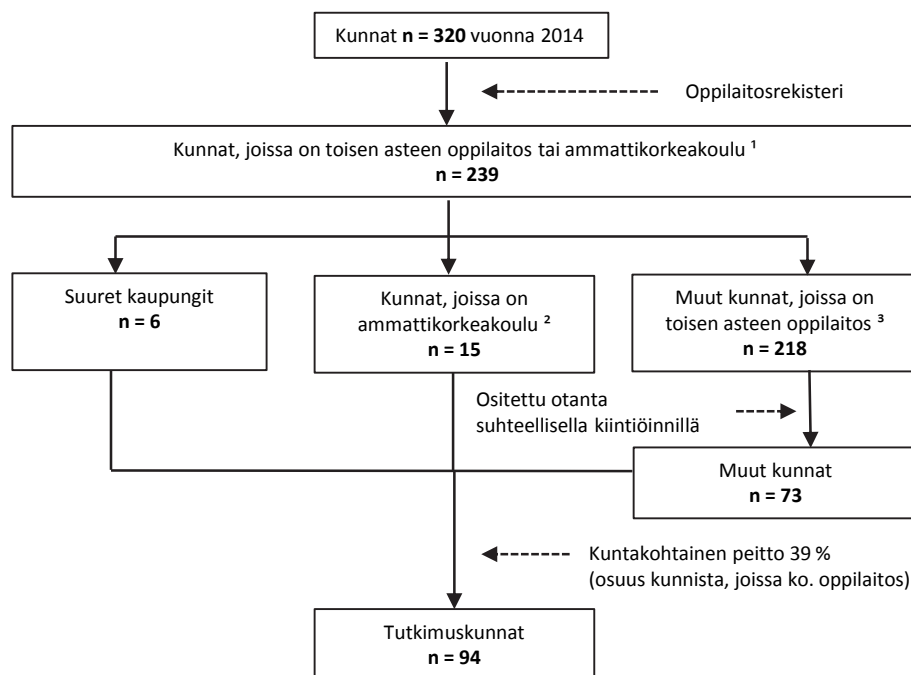 Kunnat n = 320 vuonna 2014
Oppilaitosrekisteri
Kunnat, joissa on toisen asteen oppilaitos tai ammattikorkeakoulu ¹
n = 239
Suuret kaupungit
n = 6
Kunnat, joissa on
ammattikorkeakoulu ²
n = 15
Muut kunnat, joissa on
toisen asteen oppilaitos ³
n = 218
Ositettu otanta
suhteellisella kiintiöinnillä
Muut kunnat
n = 73
Kuntakohtainen peitto 39 %
(osuus kunnista, joissa ko. oppilaitos)
Tutkimuskunnat
n = 94